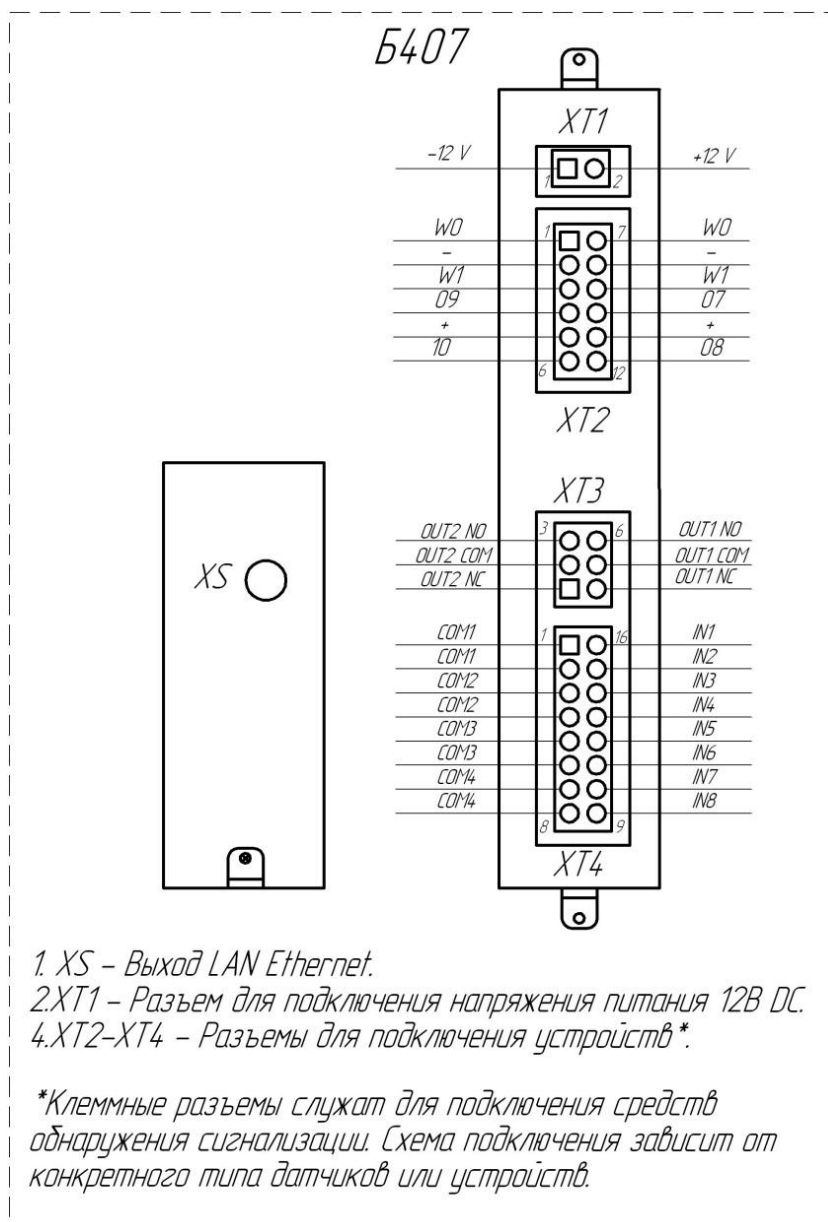 Б407
XT1
-12 V
+12 V
1
2
W0
1
7
W0
-
-
W1
W1
09
07
+
+
10
08
6
12
XT2
XT3
OUT2 NO
3
6
OUT1 NO
OUT2 COM
OUT1 COM
OUT2 NC
OUT1 NC
XS
COM1
1
16
IN1
COM1
IN2
COM2
IN3
COM2
IN4
COM3
IN5
COM3
IN6
COM4
IN7
COM4
IN8
8
9
XT4
1. XS – Выход LAN Ethernet.
2.XT1 – Разъем для подключения напряжения питания 12В DC.
4.XT2–XT4 – Разъемы для подключения устройств*.
*Клеммные разъемы служат для подключения средств
обнаружения сигнализации. Схема подключения зависит от
конкретного типа датчиков или устройств.